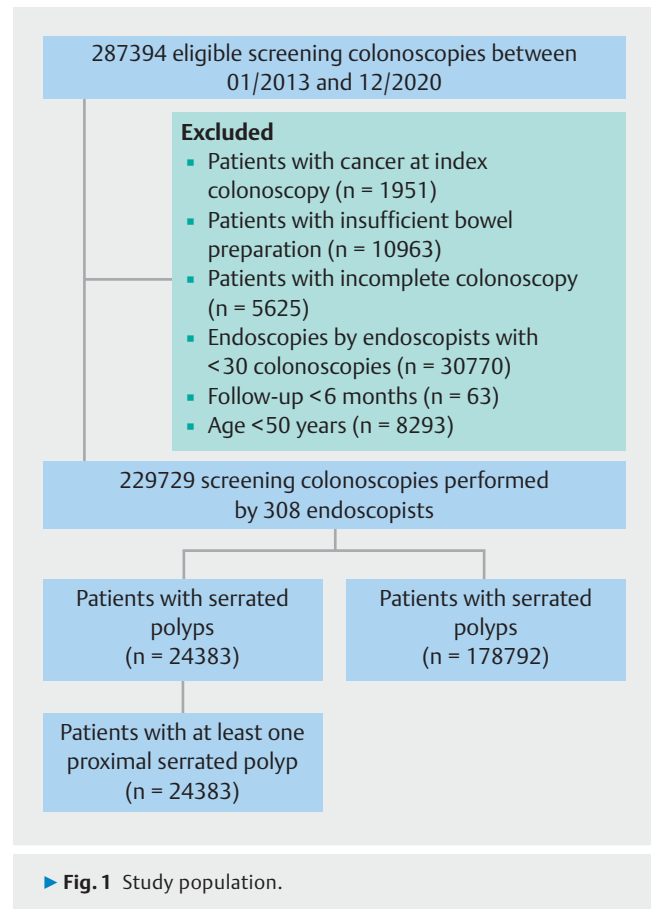 287394 eligible screening colonoscopies between
01/2013 and 12/2020
Excluded
▪ Patients with cancer at index
colonoscopy (n = 1951)
▪ Patients with insufficient bowel
preparation (n = 10963)
▪ Patients with incomplete colonoscopy
(n = 5625)
▪ Endoscopies by endoscopists with
<30 colonoscopies (n = 30770)
▪ Follow-up <6 months (n = 63)
▪ Age <50 years (n = 8293)
229729 screening colonoscopies performed
by 308 endoscopists
Patients with serrated
polyps
(n = 24383)
Patients with serrated
polyps
(n = 178792)
Patients with at least one
proximal serrated polyp
(n = 24383)
▶ Fig. 1 Study population.